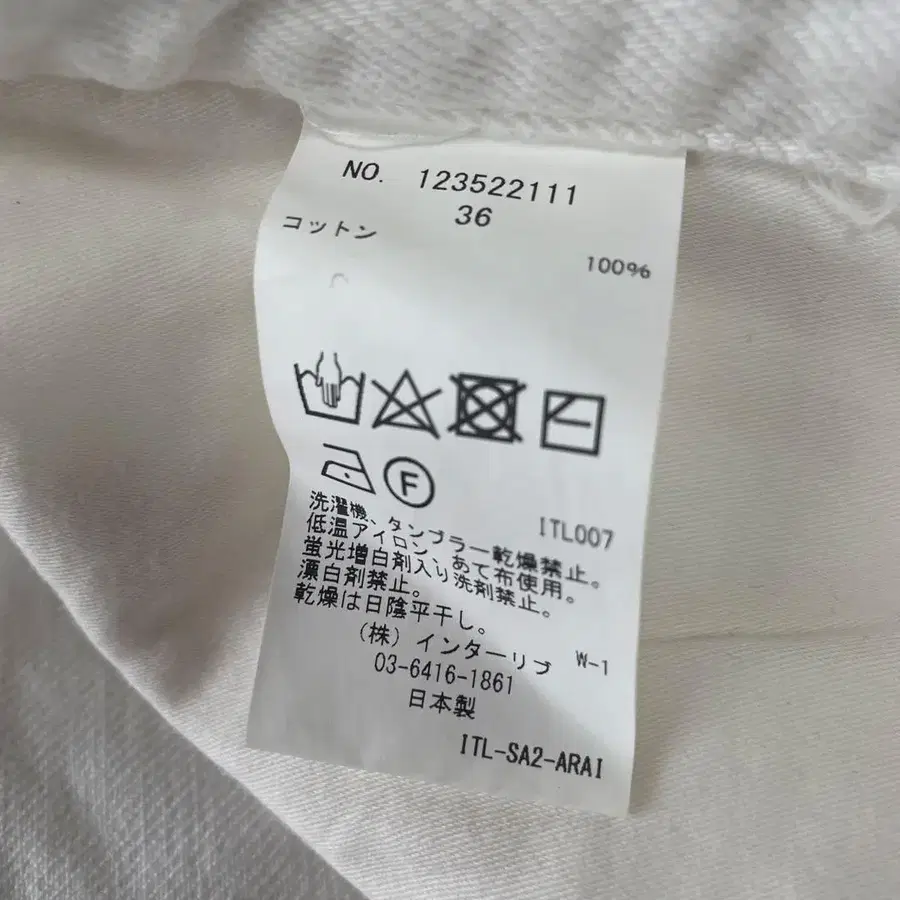 NO. 123522111
36
コットン 100%
F
ITL007
洗濯機、タンブラー乾燥禁止。
低温アイロン、あて布使用。
蛍光増白剤入り洗剤禁止。
漂白剤禁止。
乾燥は日陰平干し。
(株) インターリブ W-1
03-6416-1861
日本製
ITL-SA2-ARAI